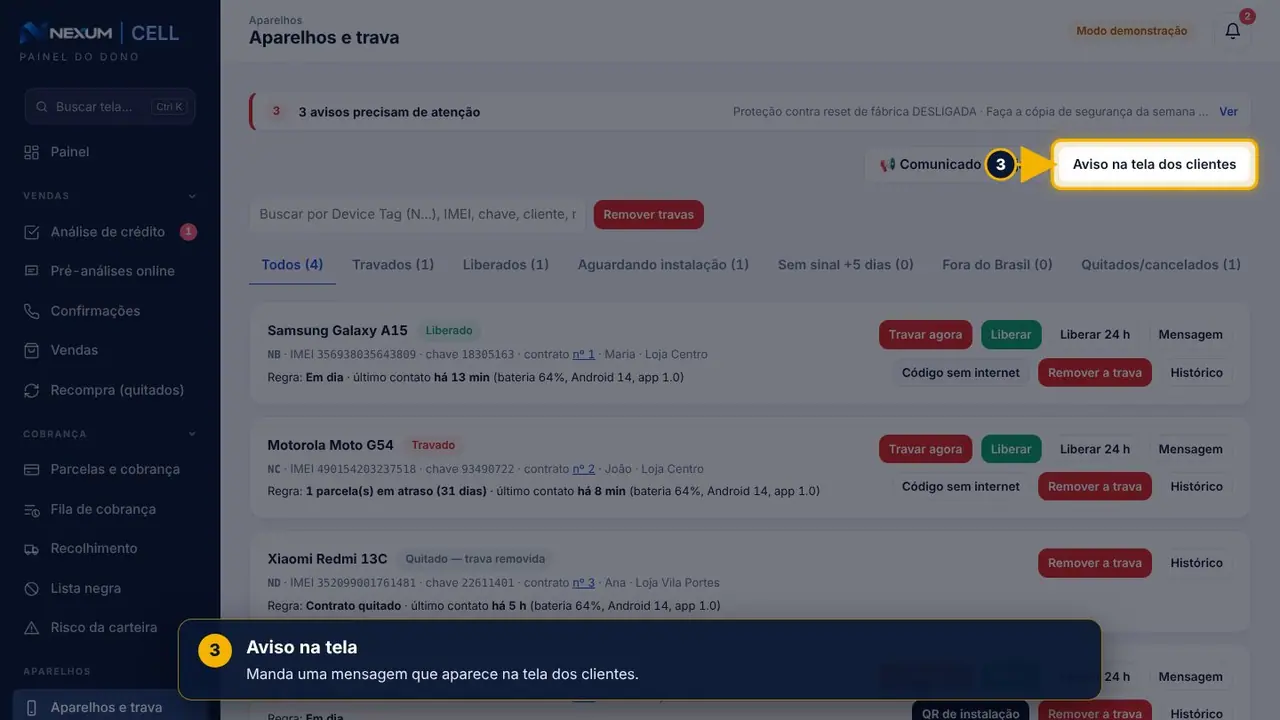 NEXUM | CELL
PAINEL DO DONO
Buscar tela... Ctrl K
Painel
VENDAS
Análise de crédito 1
Pré-análises online
Confirmações
Vendas
Recompra (quitados)
COBRANÇA
Parcelas e cobrança
Fila de cobrança
Recolhimento
Lista negra
Risco da carteira
APARELHOS
Aparelhos e trava
Aparelhos
Aparelhos e trava
Modo demonstração
2
3 3 avisos precisam de atenção
Proteção contra reset de fábrica DESLIGADA · Faça a cópia de segurança da semana ... Ver
Comunicado
3
Aviso na tela dos clientes
Buscar por Device Tag (N...), IMEI, chave, cliente, r
Remover travas
Todos (4) Travados (1) Liberados (1) Aguardando instalação (1) Sem sinal +5 dias (0) Fora do Brasil (0) Quitados/cancelados (1)
Samsung Galaxy A15 Liberado
NB · IMEI 356938035643809 · chave 18305163 · contrato nº 1 · Maria · Loja Centro
Regra: Em dia · último contato há 13 min (bateria 64%, Android 14, app 1.0)
Travar agora Liberar Liberar 24 h Mensagem
Código sem internet Remover a trava Histórico
Motorola Moto G54 Travado
NC · IMEI 490154203237518 · chave 93490722 · contrato nº 2 · João · Loja Centro
Regra: 1 parcela(s) em atraso (31 dias) · último contato há 8 min (bateria 64%, Android 14, app 1.0)
Travar agora Liberar Liberar 24 h Mensagem
Código sem internet Remover a trava Histórico
Xiaomi Redmi 13C Quitado — trava removida
ND · IMEI 352099001761481 · chave 22611401 · contrato nº 3 · Ana · Loja Vila Portes
Regra: Contrato quitado · último contato há 5 h (bateria 64%, Android 14, app 1.0)
Remover a trava Histórico
3 Aviso na tela
Manda uma mensagem que aparece na tela dos clientes.
24 h Mensagem
Regra: Em dia
QR de instalação Remover a trava Histórico